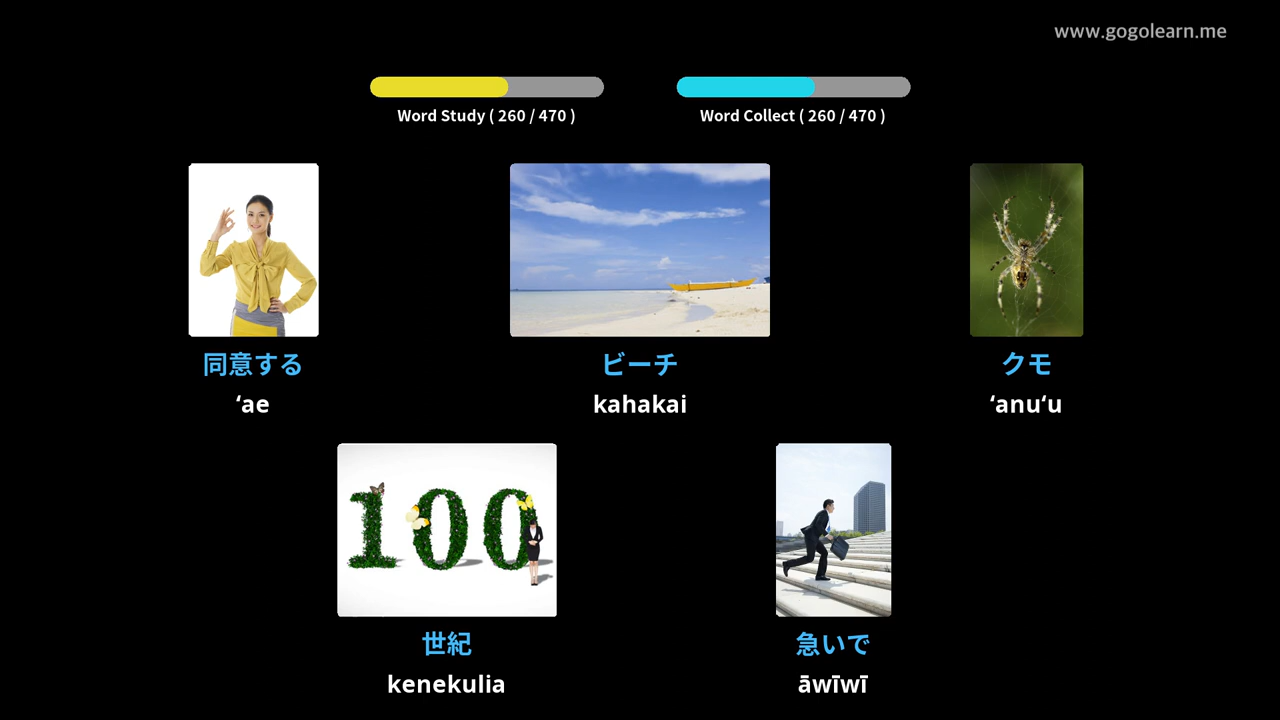 www.gogolearn.me
Word Study ( 260 / 470 )
Word Collect ( 260 / 470 )
同意する
ʻae
ビーチ
kahakai
クモ
ʻanuʻu
100
世紀
kenekulia
急いで
āwīwī